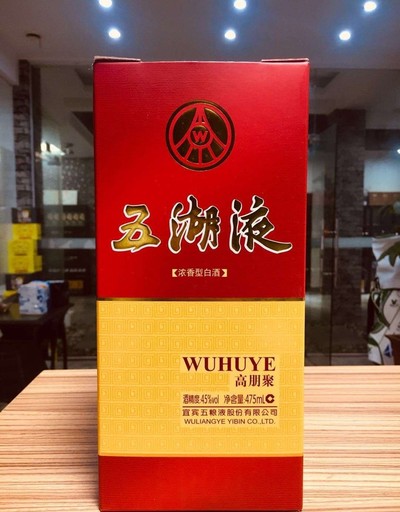 W
五湖液
【浓香型白酒】
WUHUYE
高朋聚
酒精度:45%vol 净含量:475mL C
宜宾五粮液股份有限公司
WULIANGYE YIBIN CO.,LTD.